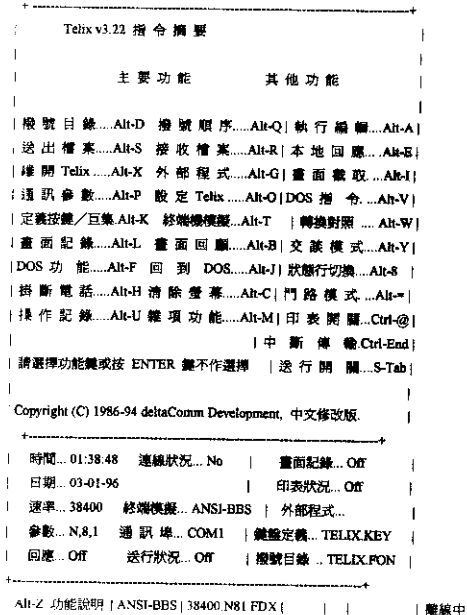 +------------------------------------------------+
Telix v3.22 指 令 摘 要
主 要 功 能 其 他 功 能
| 撥 號 目 錄.....Alt-D 撥 號 順 序.....Alt-Q| 執 行 編 輯....Alt-A|
| 送 出 檔 案.....Alt-S 接 收 檔 案.....Alt-R| 本 地 回 應....Alt-E|
| 離 開 Telix .....Alt-X 外 部 程 式.....Alt-G| 畫 面 截 取....Alt-I|
| 通 訊 參 數.....Alt-P 設 定 Telix .....Alt-O| DOS 指 令. ...Alt-V|
| 定義按鍵／巨集.Alt-K 終端機模擬...Alt-T | 轉換對照 .... Alt-W|
| 畫 面 記 錄.....Alt-L 畫 面 回 顧.....Alt-B| 交 談 模 式....Alt-Y|
|DOS 功 能.....Alt-F 回 到 DOS.....Alt-J| 狀態行切換....Alt-8 |
| 掛 斷 電 話.....Alt-H 清 除 螢 幕.....Alt-C| 門 路 模 式. ...Alt-= |
| 操 作 記 錄.....Alt-U 雜 項 功 能.....Alt-M| 印 表 開 關....Ctrl-@|
| 中 斷 傳 輸.Ctrl-End|
| 請選擇功能鍵或按 ENTER 鍵不作選擇 | 送 行 開 關....S-Tab|
Copyright (C) 1986-94 deltaComm Development, 中文修改版.
+------------------------------------------------+
| 時間... 01:38:48 連線狀況... No | 畫面記錄... Off
| 日期... 03-01-96 | 印表狀況... Off |
| 速率... 38400 終端模擬... ANSI-BBS | 外部程式...
| 參數... N,8,1 通 訊 埠... COM1 | 鍵盤定義... TELIX.KEY
| 回應... Off 送行狀況... Off | 撥號目錄 .. TELIX.FON |
+------------------------------------------------+
Alt-Z 功能說明 | ANSI-BBS | 38400.N81 FDX | | | | 離線中